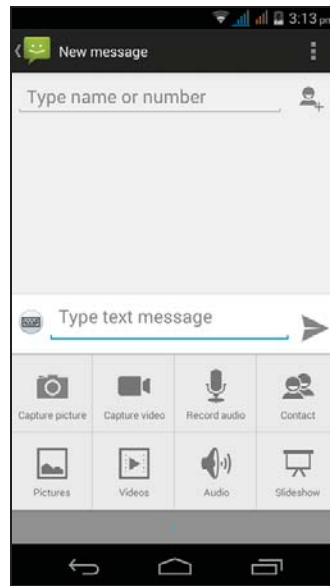 3:13 pm
New message
Type name or number
Type text message
Capture picture
Capture video
Record audio
Contact
Pictures
Videos
Audio
Slideshow